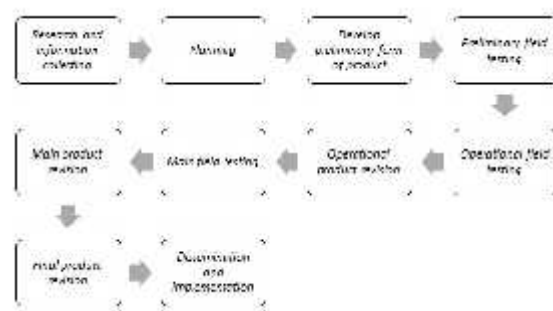 Research and
information
collecting
Planning
Develop
preliminary form
of product
Preliminary field
testing
Operational field
testing
Operational
product revision
Main field testing
Main product
revision
Final product
revision
and
implementation